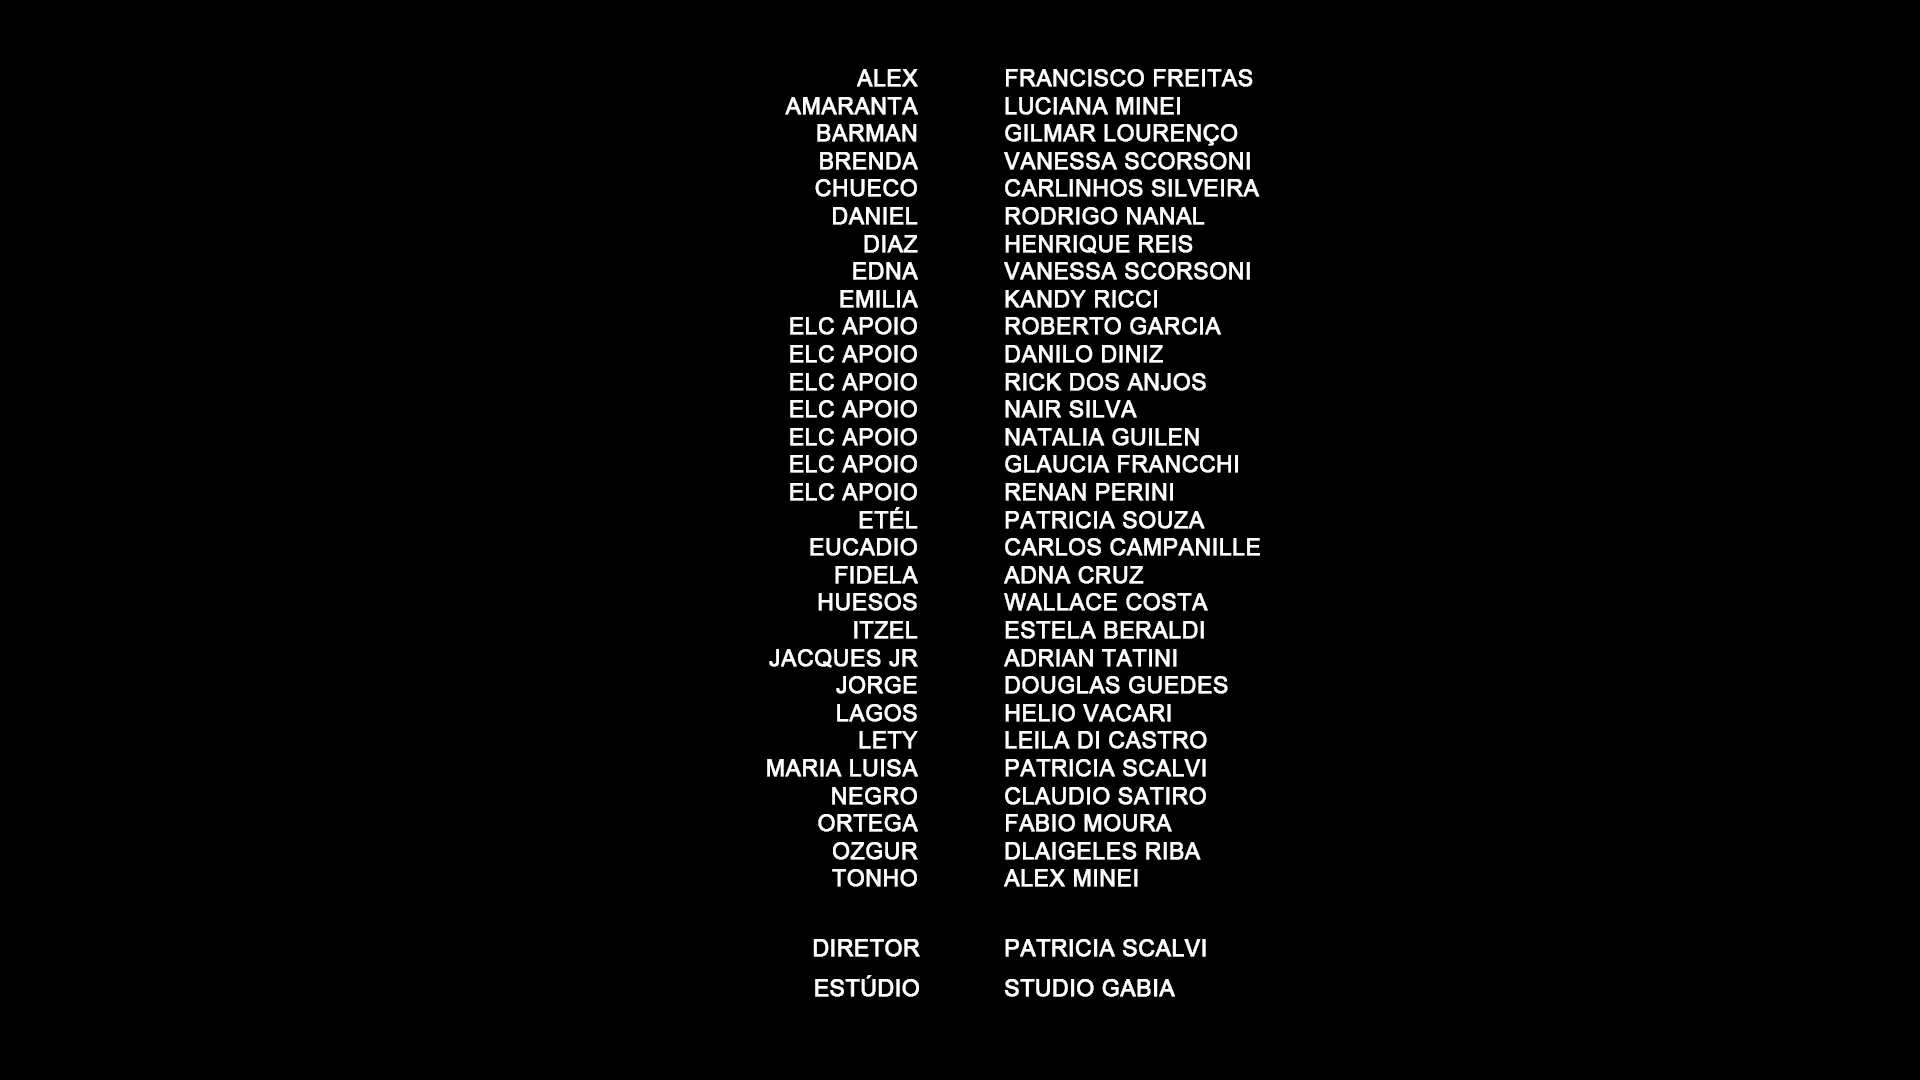 ALEX FRANCISCO FREITAS
AMARANTA LUCIANA MINEI
BARMAN GILMAR LOURENÇO
BRENDA VANESSA SCORSONI
CHUECO CARLINHOS SILVEIRA
DANIEL RODRIGO NANAL
DIAZ HENRIQUE REIS
EDNA VANESSA SCORSONI
EMILIA KANDY RICCI
ELC APOIO ROBERTO GARCIA
ELC APOIO DANILO DINIZ
ELC APOIO RICK DOS ANJOS
ELC APOIO NAIR SILVA
ELC APOIO NATALIA GUILEN
ELC APOIO GLAUCIA FRANCCHI
ELC APOIO RENAN PERINI
ETÉL PATRICIA SOUZA
EUCADIO CARLOS CAMPANILLE
FIDELA ADNA CRUZ
HUESOS WALLACE COSTA
ITZEL ESTELA BERALDI
JACQUES JR ADRIAN TATINI
JORGE DOUGLAS GUEDES
LAGOS HELIO VACARI
LETY LEILA DI CASTRO
MARIA LUISA PATRICIA SCALVI
NEGRO CLAUDIO SATIRO
ORTEGA FABIO MOURA
OZGUR DLAIGELES RIBA
TONHO ALEX MINEI
DIRETOR PATRICIA SCALVI
ESTÚDIO STUDIO GABIA